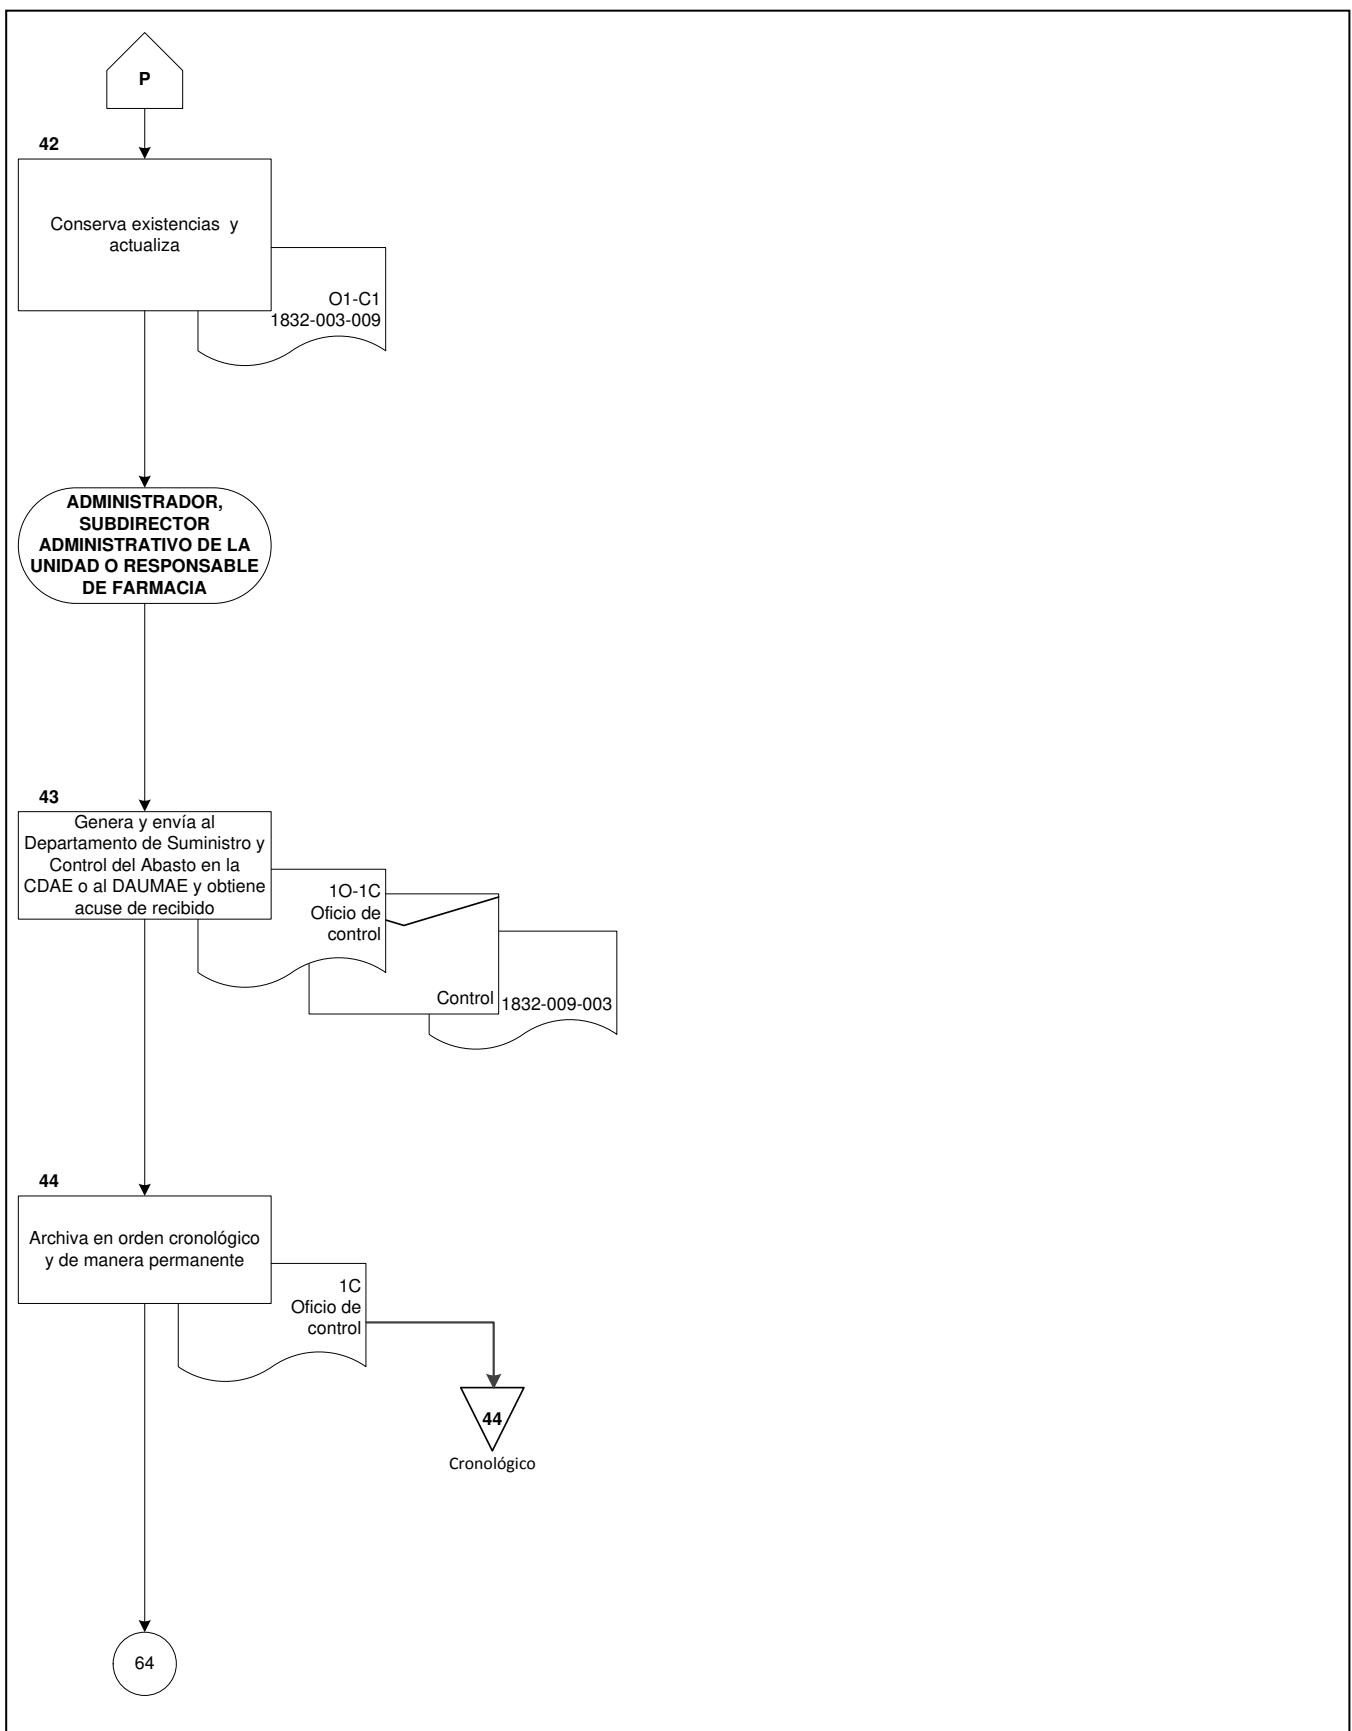 P
42
Conserva existencias y
actualiza
O1-C1
1832-003-009
ADMINISTRADOR,
SUBDIRECTOR
ADMINISTRATIVO DE LA
UNIDAD O RESPONSABLE
DE FARMACIA
43
Genera y envía al
Departamento de Suministro y
Control del Abasto en la
CDAE o al DAUMAE y obtiene
acuse de recibido
1O-1C
Oficio de
control
Control
1832-009-003
44
Archiva en orden cronológico
y de manera permanente
1C
Oficio de
control
44
Cronológico
64